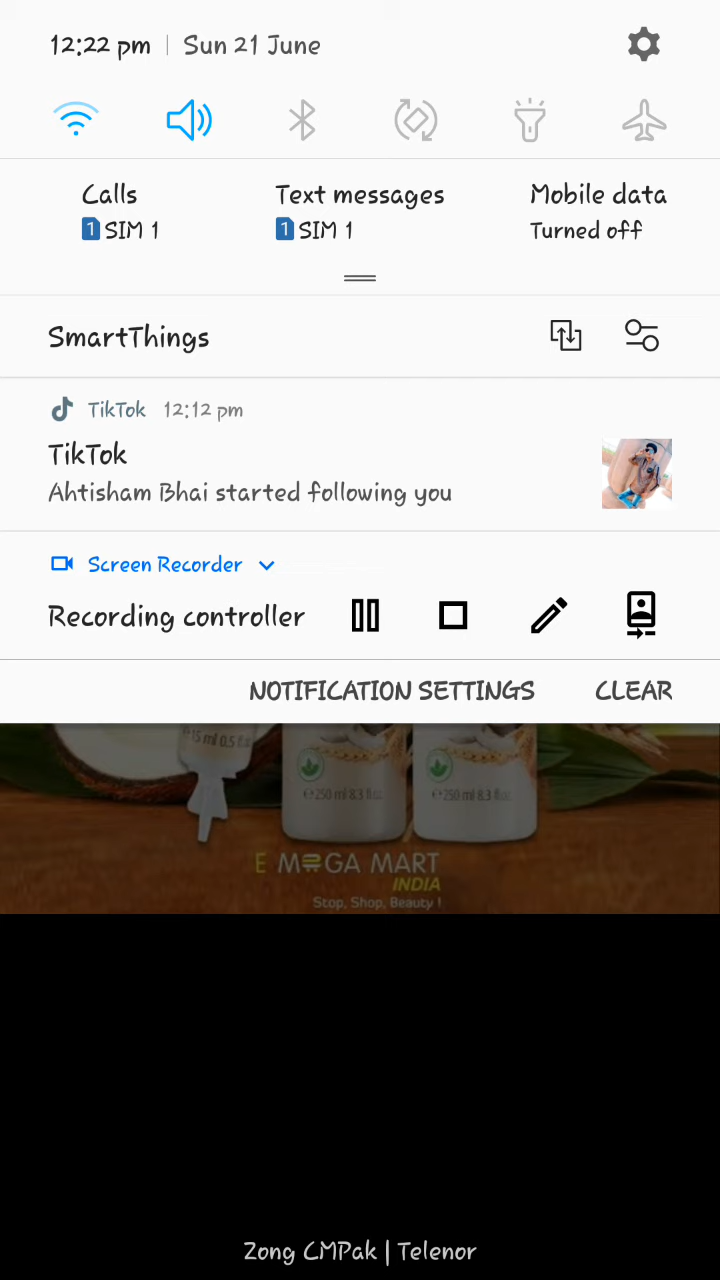 12:22 pm | Sun 21 June
Calls
1 SIM 1
Text messages
1 SIM 1
Mobile data
Turned off
SmartThings
TikTok 12:12 pm
TikTok
Ahtisham Bhai started following you
Screen Recorder
Recording controller
NOTIFICATION SETTINGS CLEAR
℮15 ml 0.5 fl.oz.
℮250 ml 8.3 fl.oz.
℮250 ml 8.3 fl.oz.
E MEGA MART
INDIA
Stop, Shop, Beauty !
Zong CMPak | Telenor